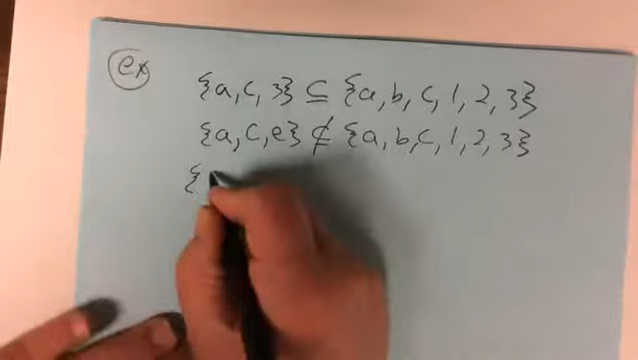 ex
{a, c, 3} ⊆ {a, b, c, 1, 2, 3}
{a, c, e} ⊄ {a, b, c, 1, 2, 3}
{